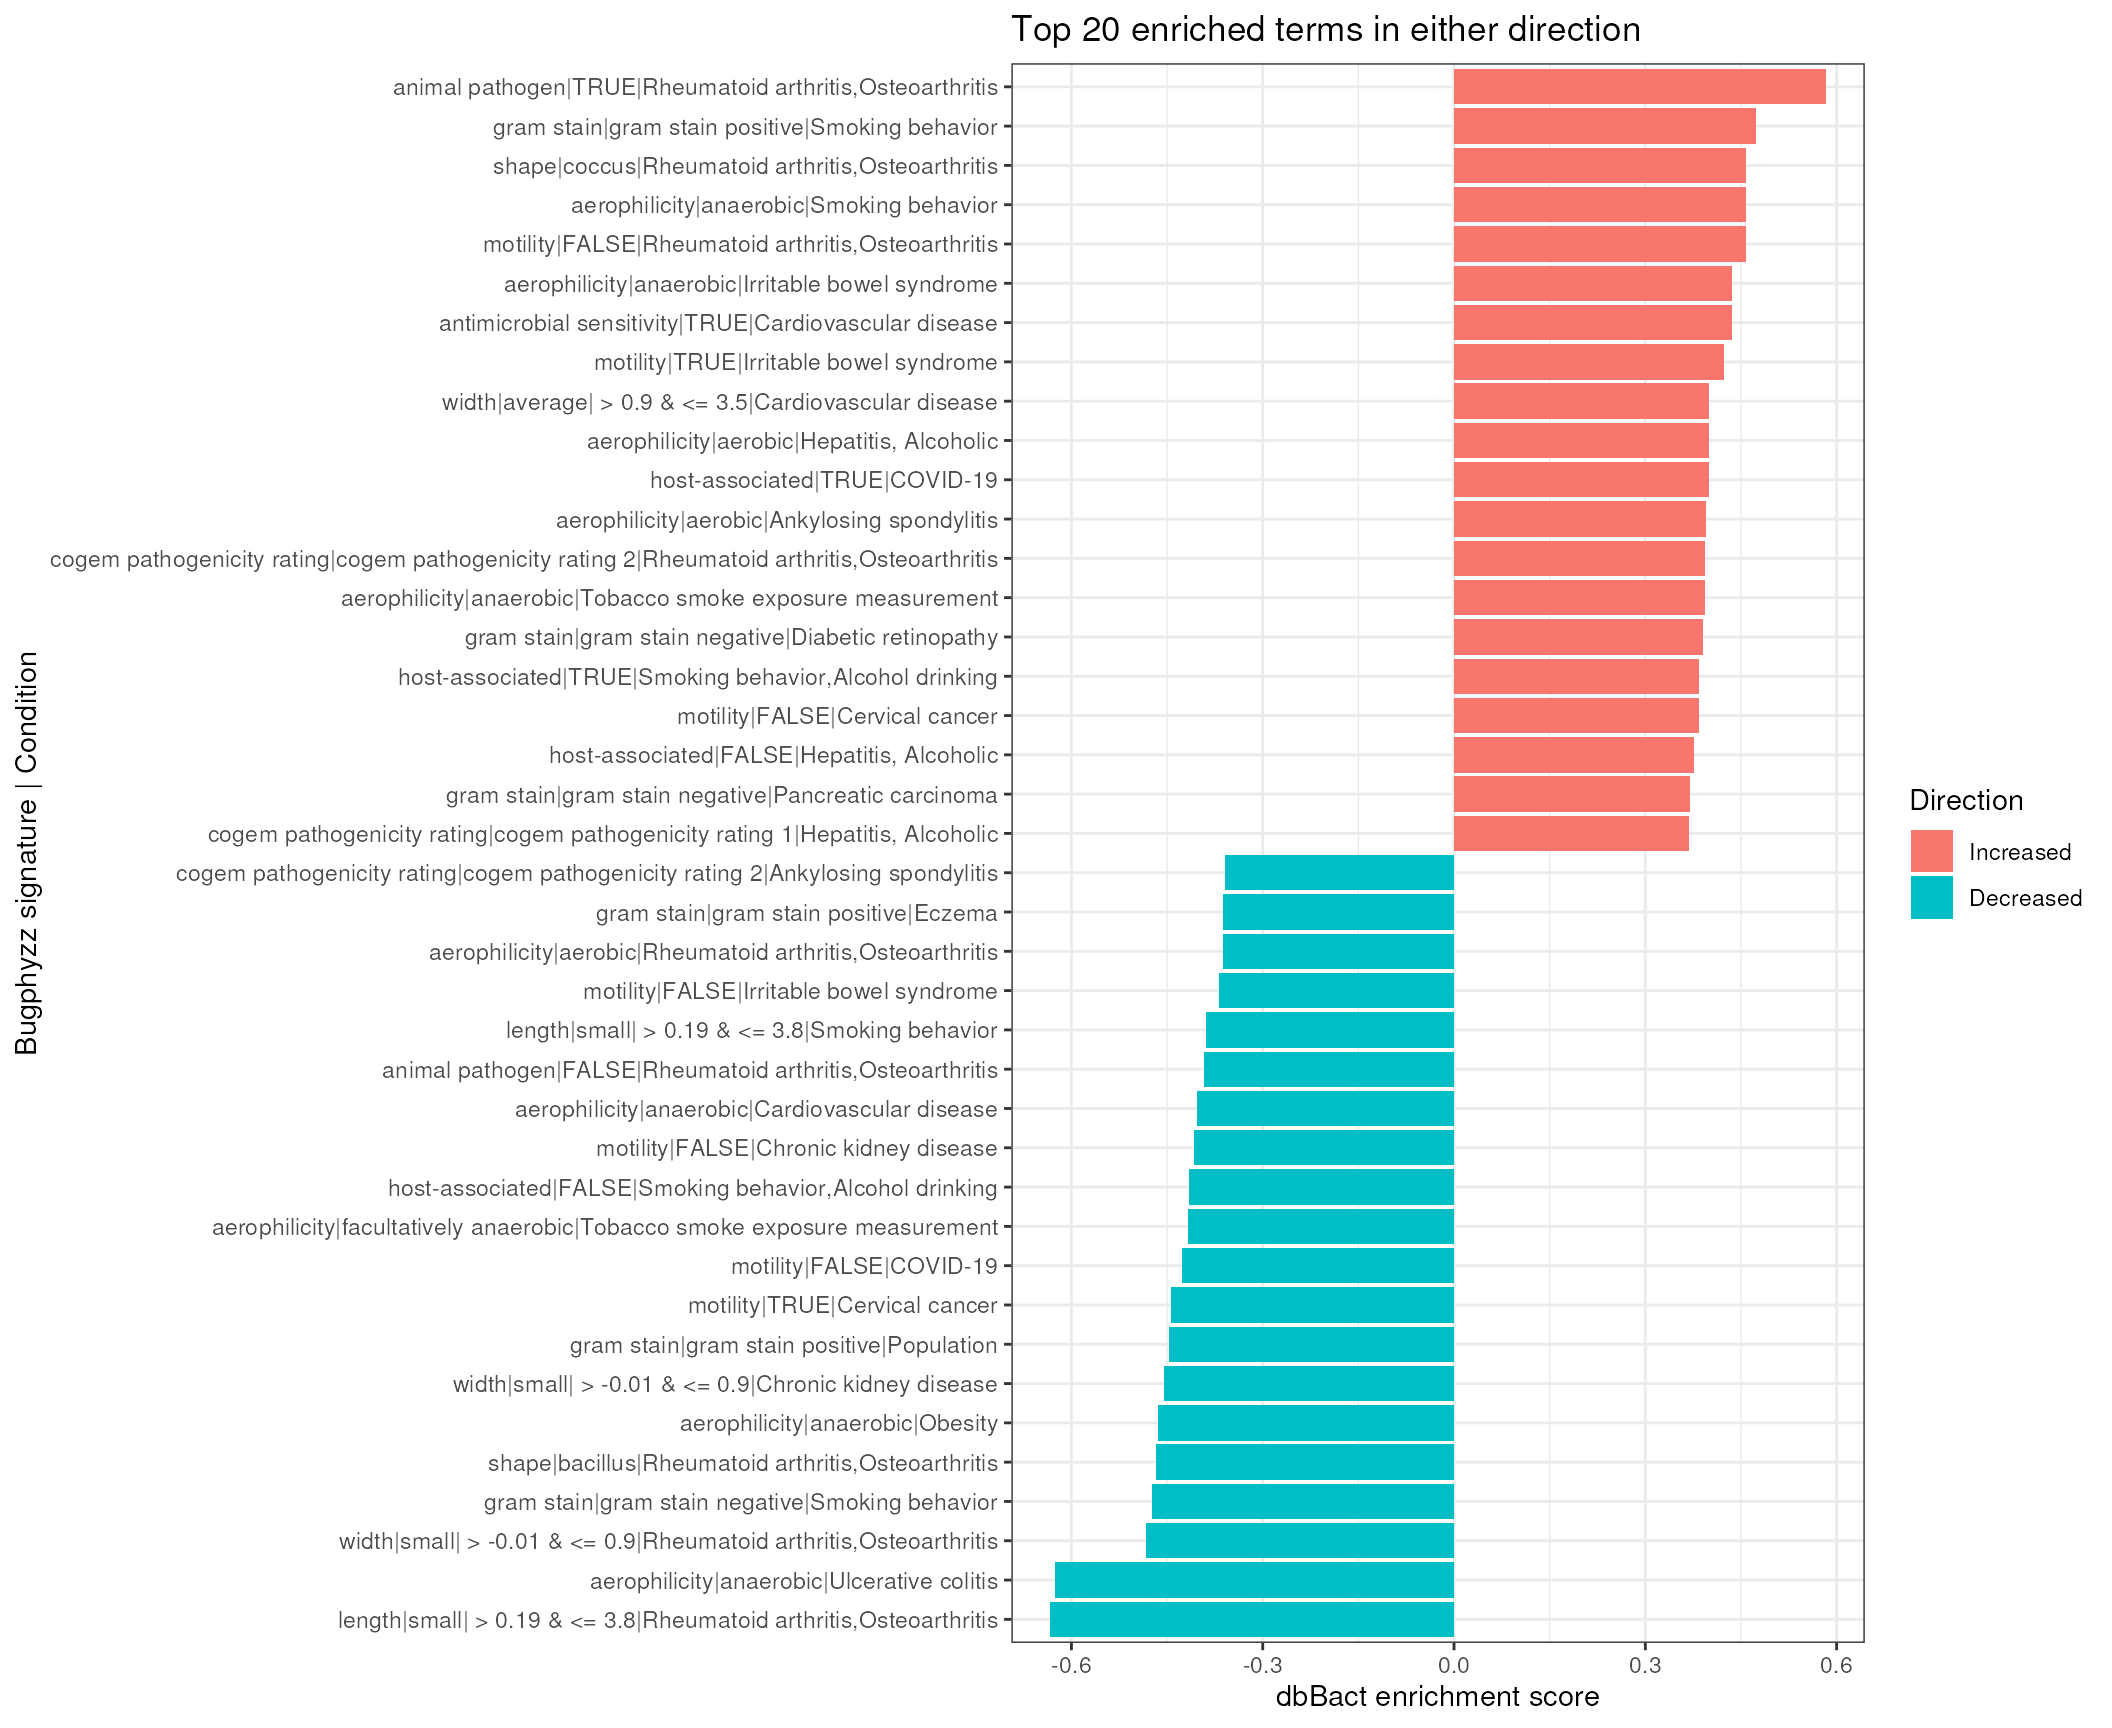 Top 20 enriched terms in either direction
animal pathogen|TRUE|Rheumatoid arthritis,Osteoarthritis
gram stain|gram stain positive|Smoking behavior
shape|coccus|Rheumatoid arthritis,Osteoarthritis
aerophilicity|anaerobic|Smoking behavior
motility|FALSE|Rheumatoid arthritis,Osteoarthritis
aerophilicity|anaerobic|Irritable bowel syndrome
antimicrobial sensitivity|TRUE|Cardiovascular disease
motility|TRUE|Irritable bowel syndrome
width|average| > 0.9 & <= 3.5|Cardiovascular disease
aerophilicity|aerobic|Hepatitis, Alcoholic
host-associated|TRUE|COVID-19
aerophilicity|aerobic|Ankylosing spondylitis
cogem pathogenicity rating|cogem pathogenicity rating 2|Rheumatoid arthritis,Osteoarthritis
aerophilicity|anaerobic|Tobacco smoke exposure measurement
gram stain|gram stain negative|Diabetic retinopathy
host-associated|TRUE|Smoking behavior,Alcohol drinking
motility|FALSE|Cervical cancer
host-associated|FALSE|Hepatitis, Alcoholic
gram stain|gram stain negative|Pancreatic carcinoma
cogem pathogenicity rating|cogem pathogenicity rating 1|Hepatitis, Alcoholic
cogem pathogenicity rating|cogem pathogenicity rating 2|Ankylosing spondylitis
gram stain|gram stain positive|Eczema
aerophilicity|aerobic|Rheumatoid arthritis,Osteoarthritis
motility|FALSE|Irritable bowel syndrome
length|small| > 0.19 & <= 3.8|Smoking behavior
animal pathogen|FALSE|Rheumatoid arthritis,Osteoarthritis
aerophilicity|anaerobic|Cardiovascular disease
motility|FALSE|Chronic kidney disease
host-associated|FALSE|Smoking behavior,Alcohol drinking
aerophilicity|facultatively anaerobic|Tobacco smoke exposure measurement
motility|FALSE|COVID-19
motility|TRUE|Cervical cancer
gram stain|gram stain positive|Population
width|small| > -0.01 & <= 0.9|Chronic kidney disease
aerophilicity|anaerobic|Obesity
shape|bacillus|Rheumatoid arthritis,Osteoarthritis
gram stain|gram stain negative|Smoking behavior
width|small| > -0.01 & <= 0.9|Rheumatoid arthritis,Osteoarthritis
aerophilicity|anaerobic|Ulcerative colitis
length|small| > 0.19 & <= 3.8|Rheumatoid arthritis,Osteoarthritis
-0.6 -0.3 0.0 0.3 0.6
dbBact enrichment score
Bugphyzz signature | Condition
Direction
Increased
Decreased